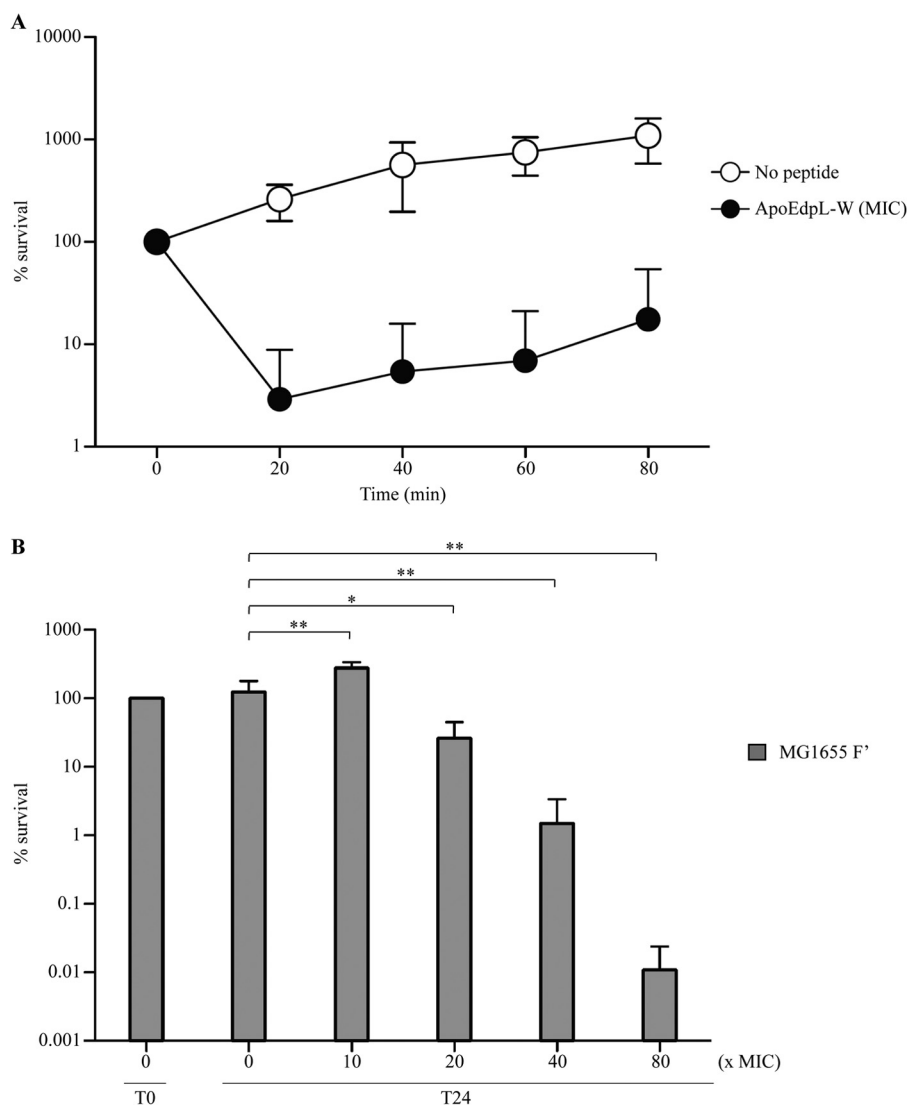 A
10000
1000
100
10
1
% survival
0
20
40
60
80
Time (min)
No peptide
ApoEdpL-W (MIC)
B
**
**
*
**
1000
100
10
1
0.1
0.01
0.001
% survival
MG1655 F’
0
0
10
20
40
80
(x MIC)
T0
T24